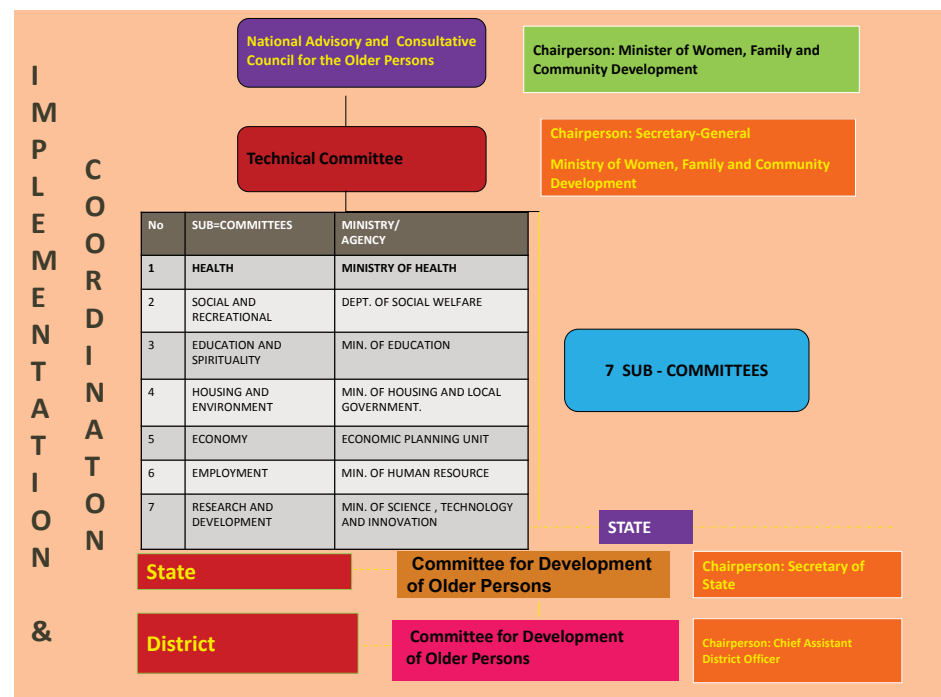 IMPLEMENTATION &
COORDINATON
National Advisory and Consultative
Council for the Older Persons
Chairperson: Minister of Women, Family and
Community Development
Technical Committee
Chairperson: Secretary-General
Ministry of Women, Family and Community
Development
No SUB=COMMITTEES MINISTRY/
AGENCY
1 HEALTH MINISTRY OF HEALTH
2 SOCIAL AND
RECREATIONAL
DEPT. OF SOCIAL WELFARE
3 EDUCATION AND
SPIRITUALITY
MIN. OF EDUCATION
4 HOUSING AND
ENVIRONMENT
MIN. OF HOUSING AND LOCAL
GOVERNMENT.
5 ECONOMY ECONOMIC PLANNING UNIT
6 EMPLOYMENT MIN. OF HUMAN RESOURCE
7 RESEARCH AND
DEVELOPMENT
MIN. OF SCIENCE , TECHNOLOGY
AND INNOVATION
7 SUB - COMMITTEES
STATE
State
Committee for Development
of Older Persons
Chairperson: Secretary of
State
District
Committee for Development
of Older Persons
Chairperson: Chief Assistant
District Officer